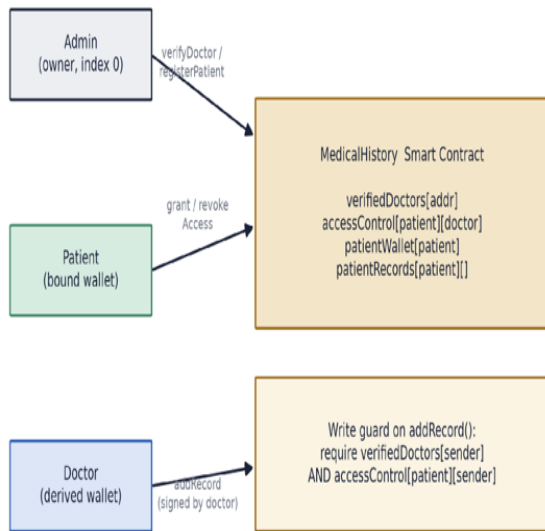 Admin
(owner, index 0)
verifyDoctor /
registerPatient
MedicalHistory Smart Contract
verifiedDoctors[addr]
accessControl[patient][doctor]
patientWallet[patient]
patientRecords[patient][]
grant / revoke
Access
Patient
(bound wallet)
Write guard on addRecord():
require verifiedDoctors[sender]
AND accessControl[patient][sender]
Doctor
(derived wallet)
addRecord
(signed by doctor)